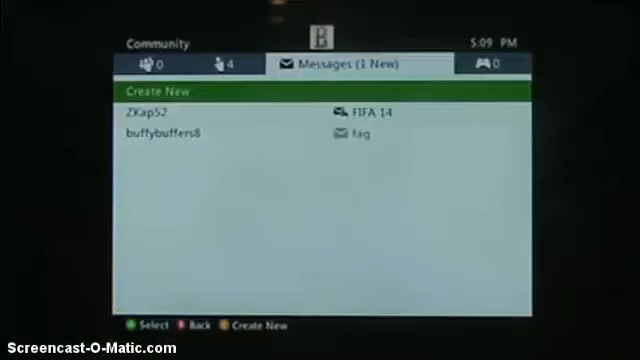 Community
5:09 PM
0
4
Messages (1 New)
0
Create New
ZKap52 FIFA 14
buffybuffers8 fag
Select Back Create New
Screencast-O-Matic.com